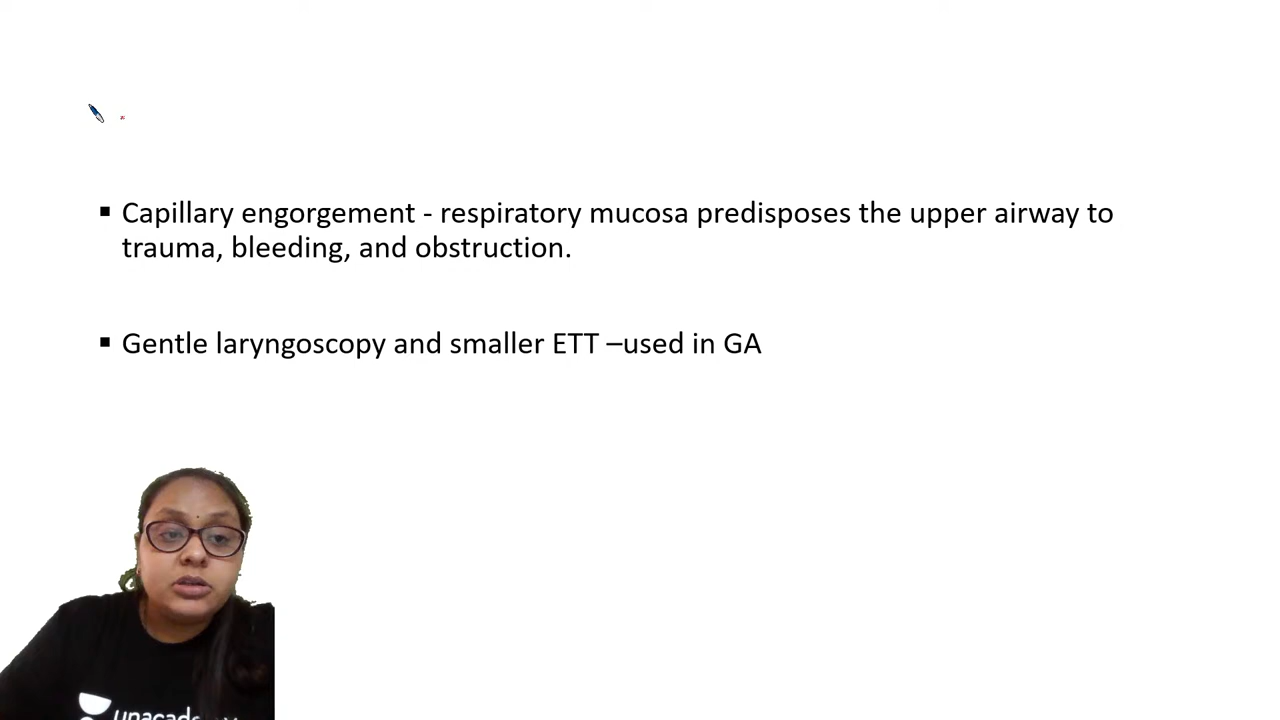 ▪ Capillary engorgement - respiratory mucosa predisposes the upper airway to
trauma, bleeding, and obstruction.
▪ Gentle laryngoscopy and smaller ETT –used in GA